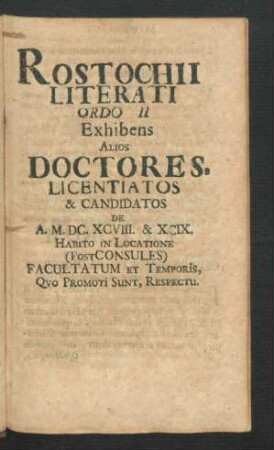 ROSTOCHII
LITERATI
ORDO II
Exhibens
ALIOS
DOCTORES.
LICENTIATOS
& CANDIDATOS
DE
A. M. DC. XCVIII. & XCIX.
HABITO IN LOCATIONE
(POSTCONSULES)
FACULTATUM ET TEMPORIS,
QVO PROMOTI SUNT, RESPECTU.